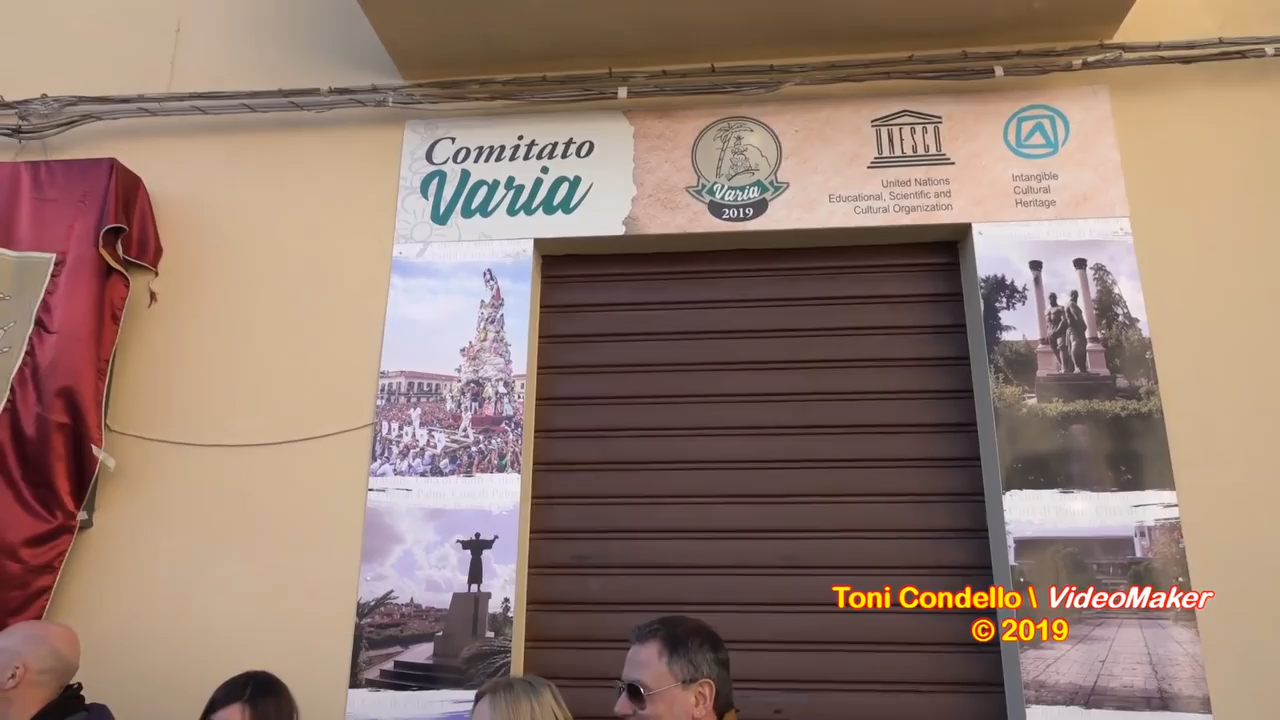 Comitato
Varia
Varia
2019
UNESCO
United Nations
Educational, Scientific and
Cultural Organization
Intangible
Cultural
Heritage
Toni Condello \ VideoMaker
© 2019